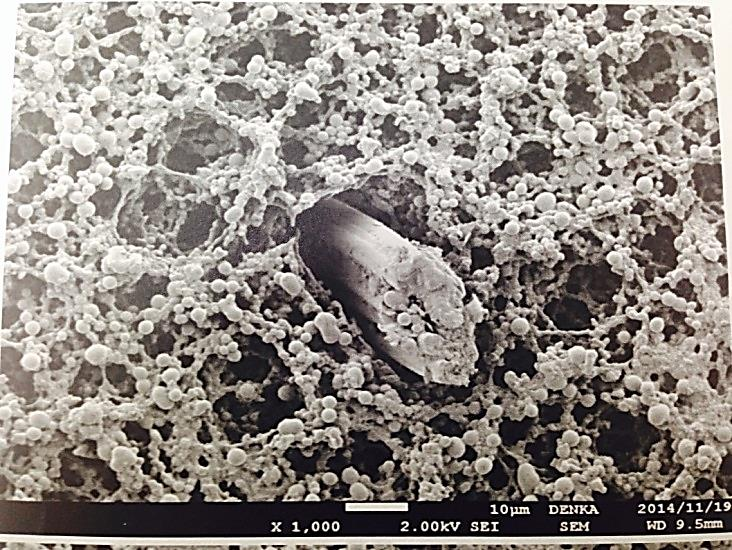 10μm DENKA 2014/11/19
X 1,000 2.00kV SEI SEM WD 9.5mm